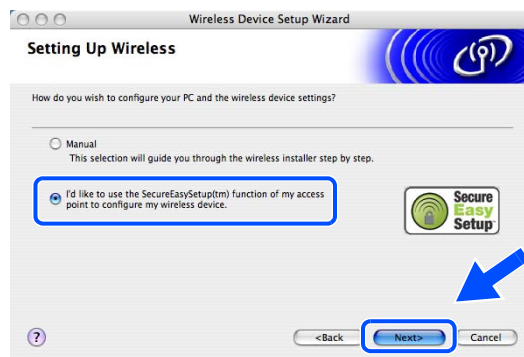 Wireless Device Setup Wizard
Setting Up Wireless
How do you wish to configure your PC and the wireless device settings?
Manual
This selection will guide you through the wireless installer step by step.
I'd like to use the SecureEasySetup(tm) function of my access
point to configure my wireless device.
Secure
Easy
Setup
?
<Back
Next>
Cancel